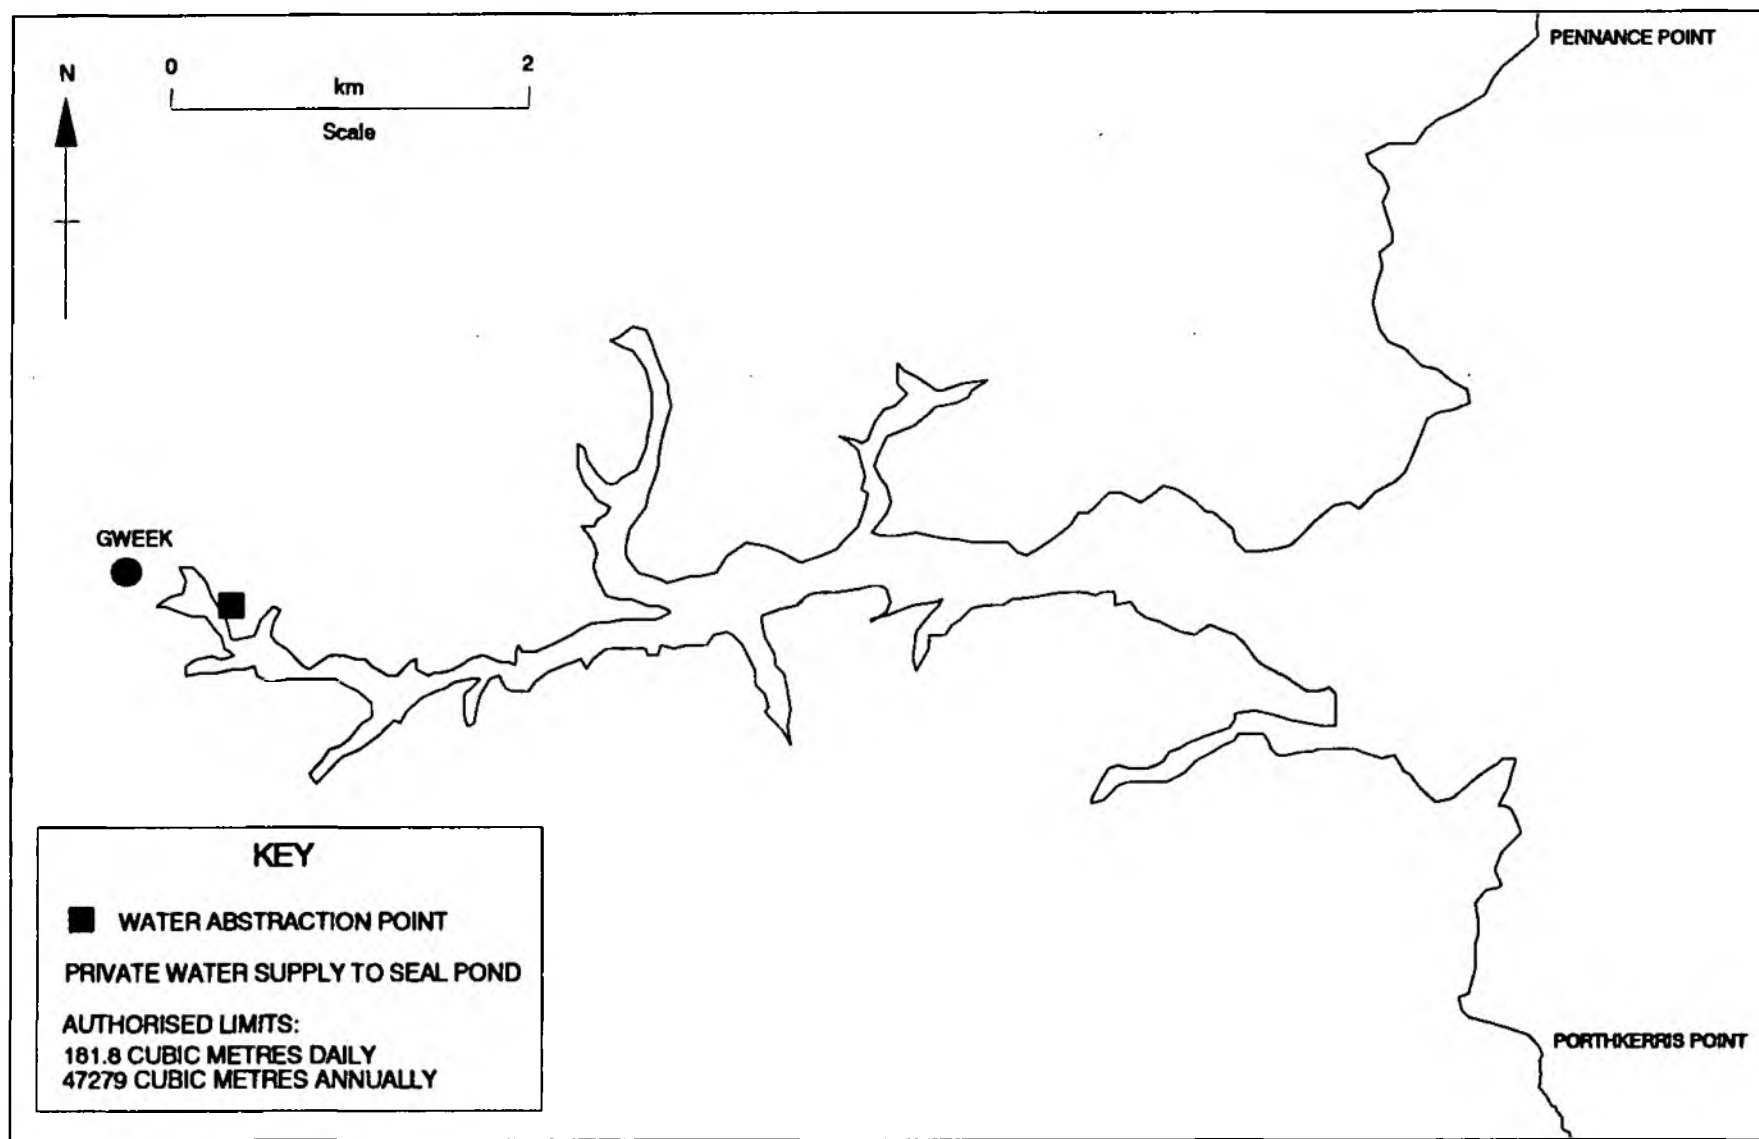 PENNANCE POINT
N
0 2
km
Scale
GWEEK
KEY
WATER ABSTRACTION POINT
PRIVATE WATER SUPPLY TO SEAL POND
AUTHORISED LIMITS:
181.8 CUBIC METRES DAILY
47279 CUBIC METRES ANNUALLY
PORTHKERRIS POINT